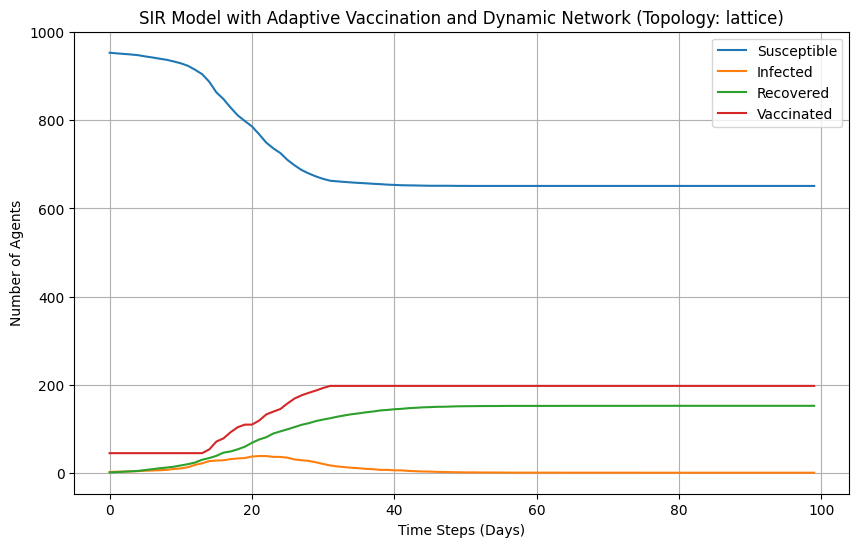 SIR Model with Adaptive Vaccination and Dynamic Network (Topology: lattice)
Susceptible
Infected
Recovered
Vaccinated
1000
800
600
400
200
0
Number of Agents
0 20 40 60 80 100
Time Steps (Days)